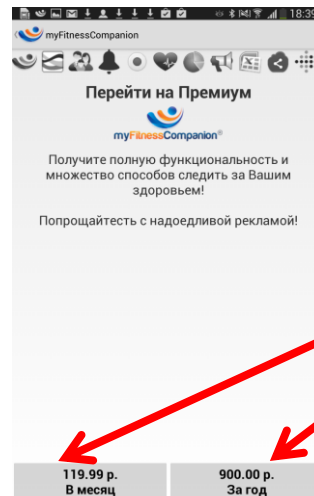 18:39
myFitnessCompanion
Перейти на Премиум
myFitnessCompanion®
Получите полную функциональность и
множество способов следить за Вашим
здоровьем!
Попрощайтесь с надоедливой рекламой!
119.99 р.
В месяц
900.00 р.
За год